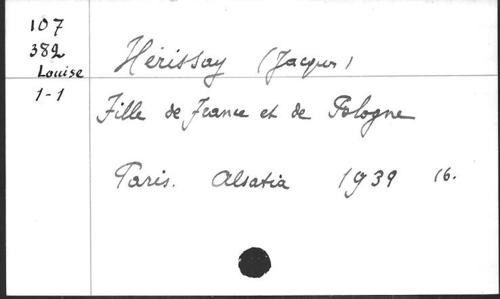 107
382
Louise
1-1
Hérissay (Jacques)
Fille de France et de Pologne
Paris. Alsatia 1939 16.